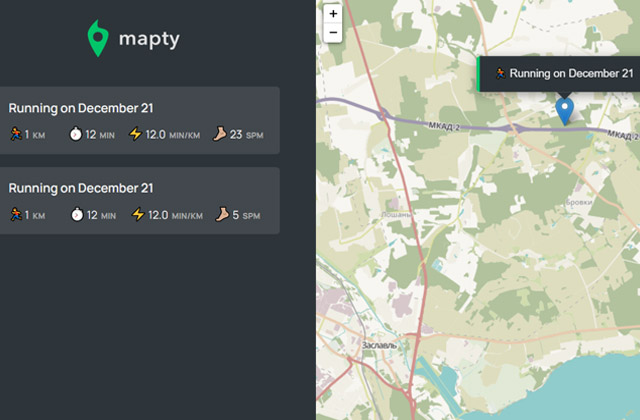 mapty
Running on December 21
1 KM 12 MIN 12.0 MIN/KM 23 SPM
Running on December 21
1 KM 12 MIN 12.0 MIN/KM 5 SPM
+
−
Running on December 21
МКАД-2
МКАД-2
Бровки
Лошаны
Заславль